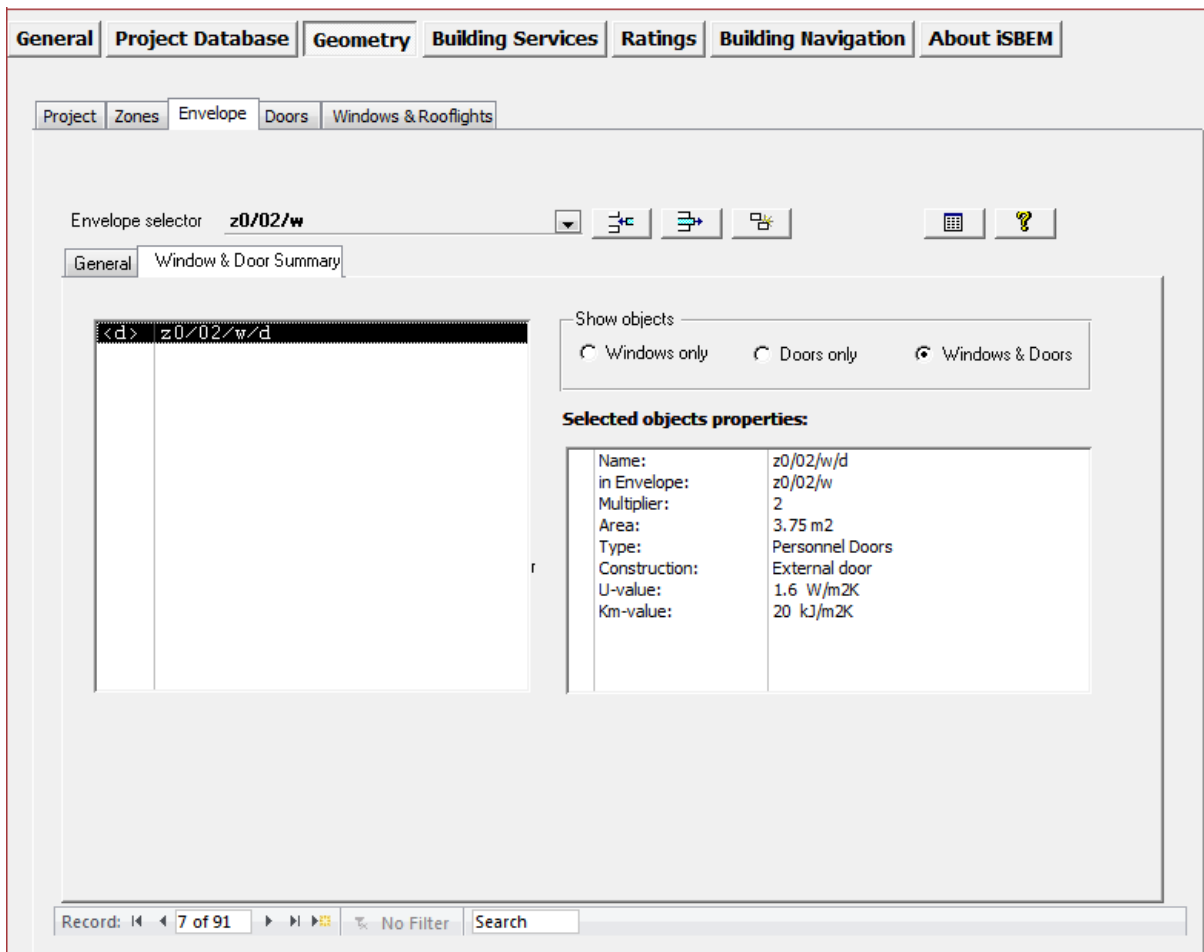 General Project Database Geometry Building Services Ratings Building Navigation About iSBEM
Project Zones Envelope Doors Windows & Rooflights
Envelope selector z0/02/w
General Window & Door Summary
<d> z0/02/w/d
Show objects
Windows only Doors only Windows & Doors
Selected objects properties:
Name: z0/02/w/d
in Envelope: z0/02/w
Multiplier: 2
Area: 3.75 m2
Type: Personnel Doors
Construction: External door
U-value: 1.6 W/m2K
Km-value: 20 kJ/m2K
r
Record: 7 of 91 No Filter Search